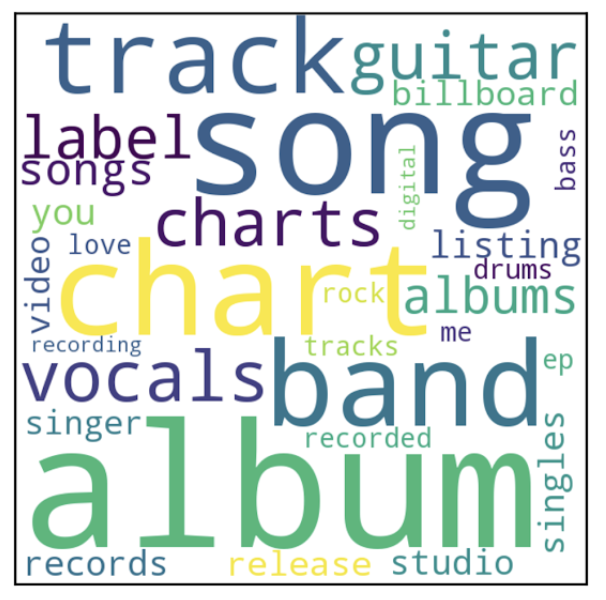 track
guitar
billboard
song
label
songs
bass
digital
you
charts
video
love
listing
drums
chart
rock
albums
me
recording
tracks
vocals
band
ep
singer
recorded
singles
album
records
release
studio